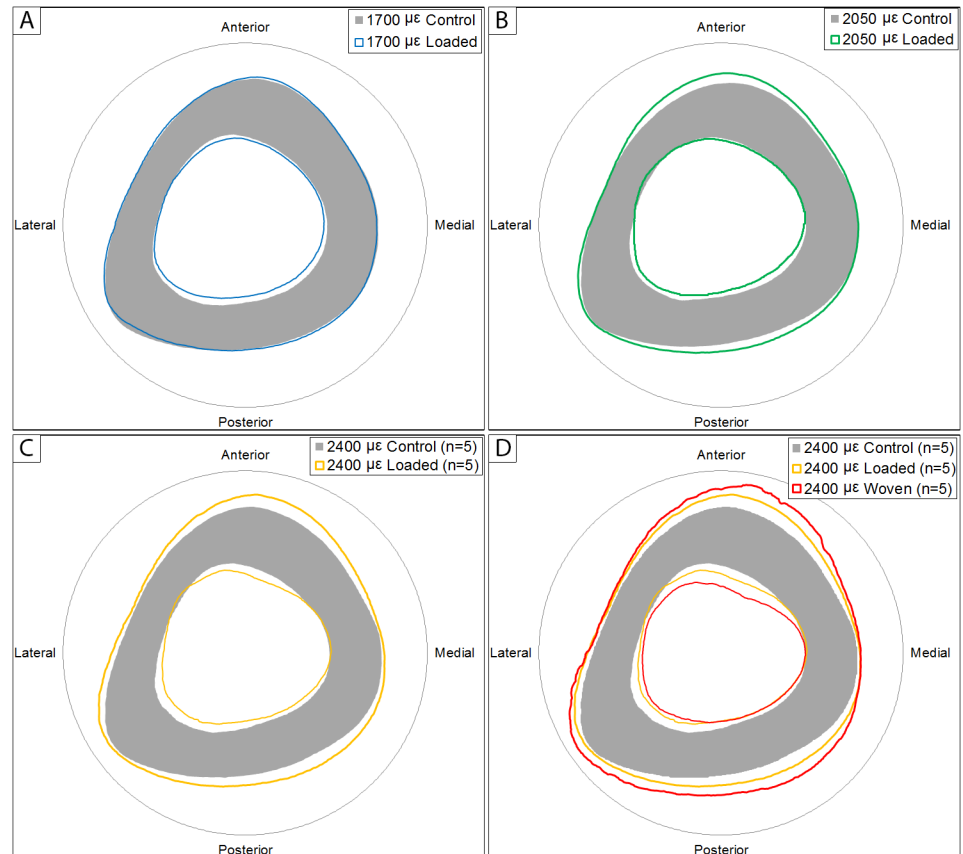 A
1700 µε Control
1700 µε Loaded
Anterior
Lateral
Medial
Posterior
B
2050 µε Control
2050 µε Loaded
Anterior
Lateral
Medial
Posterior
C
2400 µε Control (n=5)
2400 µε Loaded (n=5)
Anterior
Lateral
Medial
Posterior
D
2400 µε Control (n=5)
2400 µε Loaded (n=5)
2400 µε Woven (n=5)
Anterior
Lateral
Medial
Posterior